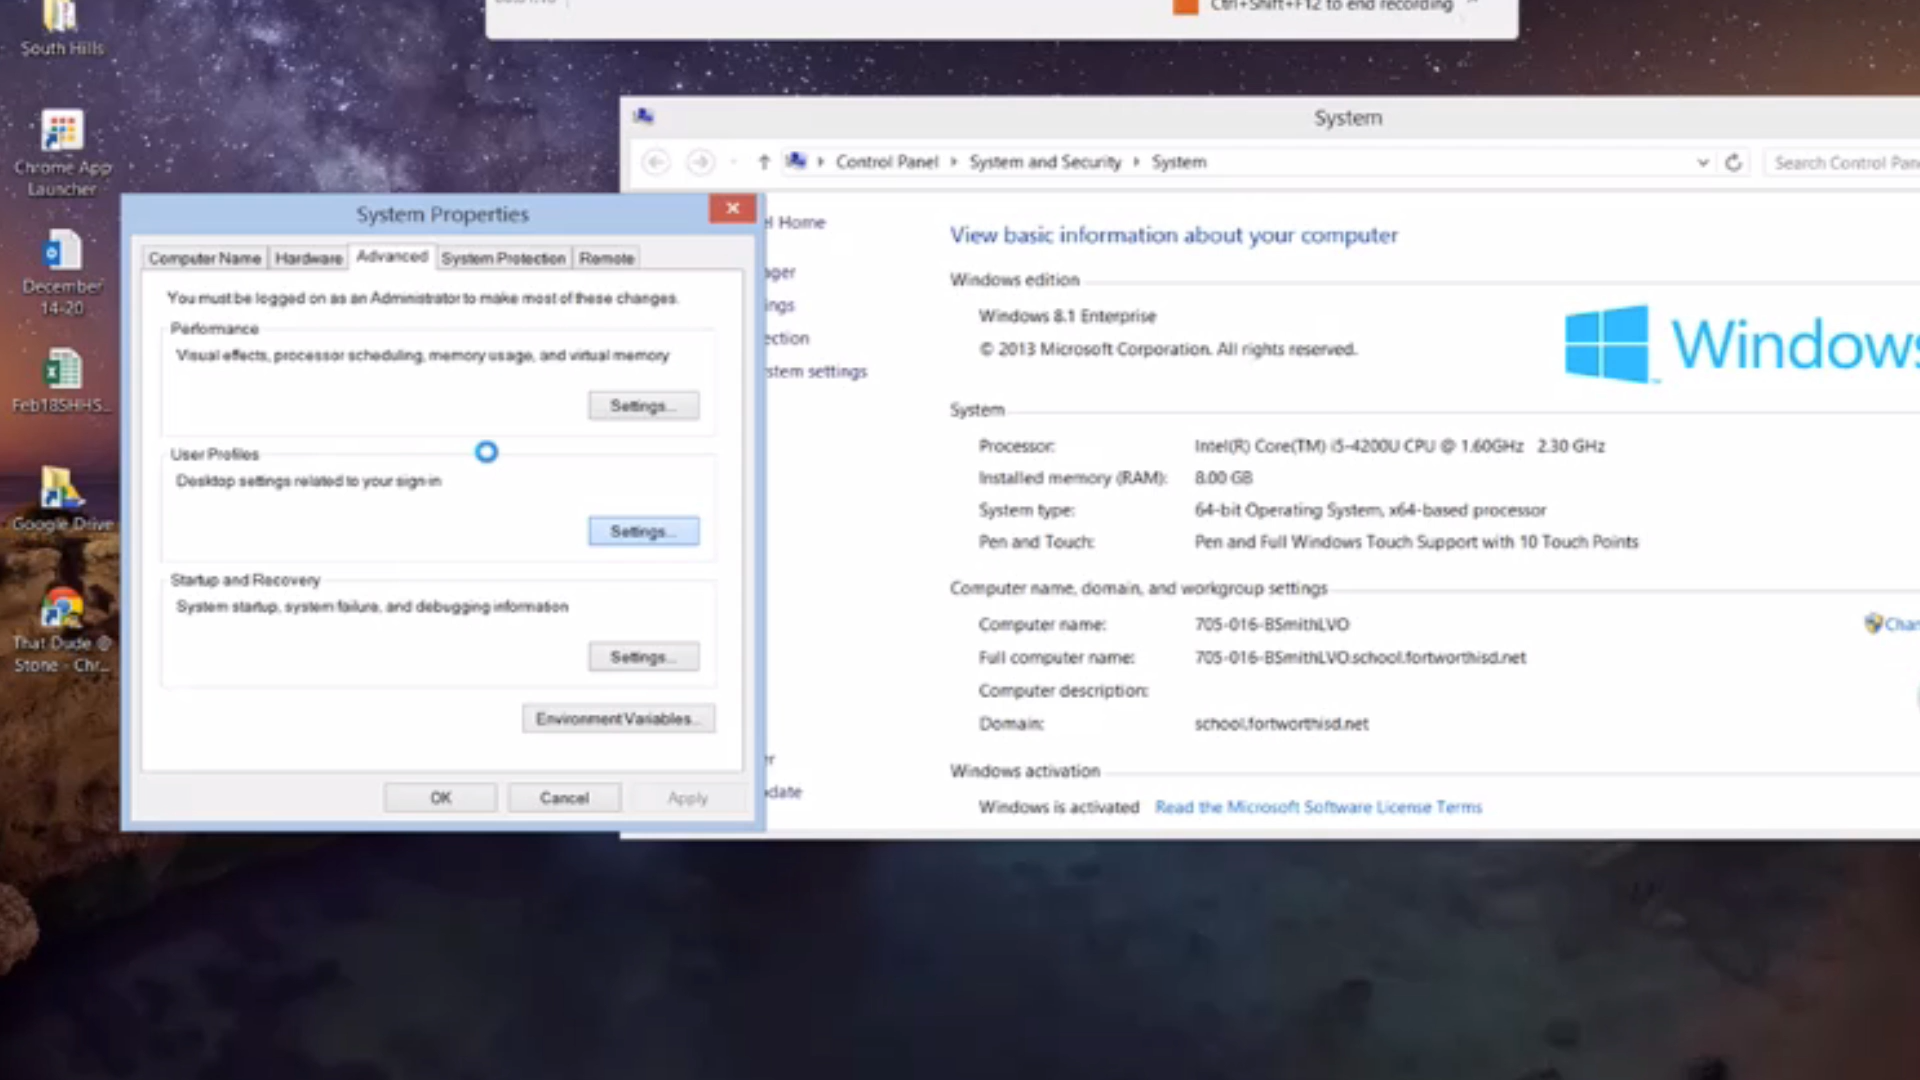 Ctrl+Shift+F12 to end recording
South Hills
Chrome App
Launcher
December
14-20
Feb18SHHS...
Google Drive
That Dude @
Stone - Chr...
System Properties
Computer Name
Hardware
Advanced
System Protection
Remote
You must be logged on as an Administrator to make most of these changes.
Performance
Visual effects, processor scheduling, memory usage, and virtual memory
Settings...
User Profiles
Desktop settings related to your sign-in
Settings...
Startup and Recovery
System startup, system failure, and debugging information
Settings...
Environment Variables...
OK
Cancel
Apply
System
Control Panel
System and Security
System
Search Control Pan
l Home
ager
ings
ection
stem settings
r
date
View basic information about your computer
Windows edition
Windows 8.1 Enterprise
© 2013 Microsoft Corporation. All rights reserved.
Windows
System
Processor: Intel(R) Core(TM) i5-4200U CPU @ 1.60GHz 2.30 GHz
Installed memory (RAM): 8.00 GB
System type: 64-bit Operating System, x64-based processor
Pen and Touch: Pen and Full Windows Touch Support with 10 Touch Points
Computer name, domain, and workgroup settings
Computer name: 705-016-BSmithLVO
Chan
Full computer name: 705-016-BSmithLVO.school.fortworthisd.net
Computer description:
Domain: school.fortworthisd.net
Windows activation
Windows is activated Read the Microsoft Software License Terms